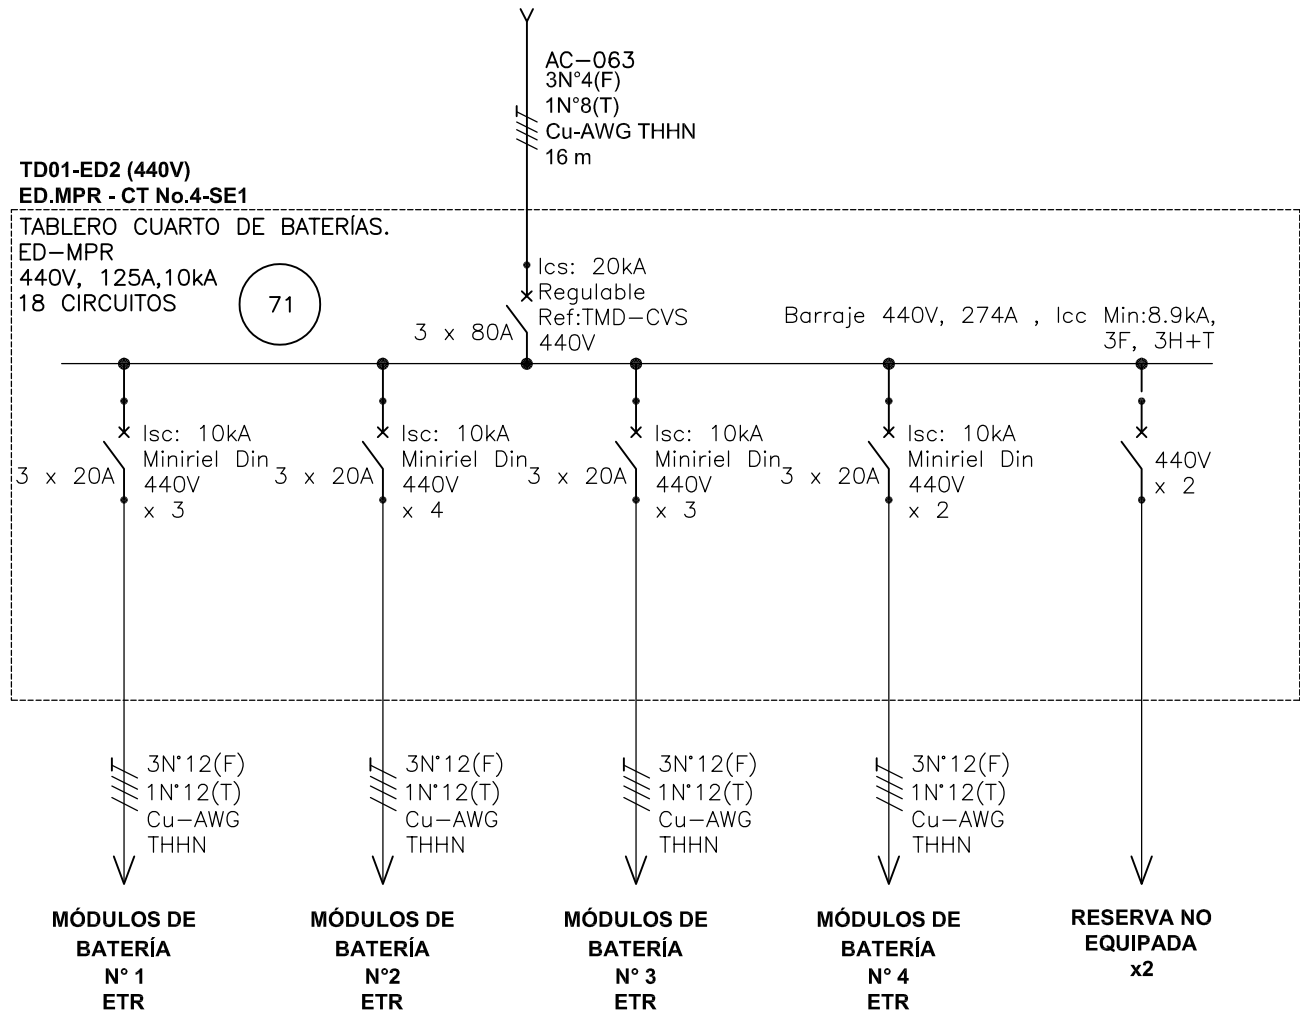 AC-063
3N°4(F)
1N°8(T)
Cu-AWG THHN
16 m
TD01-ED2 (440V)
ED.MPR - CT No.4-SE1
TABLERO CUARTO DE BATERÍAS.
ED-MPR
440V, 125A,10kA
18 CIRCUITOS
71
3 x 80A
Ics: 20kA
Regulable
Ref:TMD-CVS
440V
Barraje 440V, 274A , Icc Min:8.9kA,
3F, 3H+T
3 x 20A
Isc: 10kA
Miniriel Din
440V
x 3
3 x 20A
Isc: 10kA
Miniriel Din
440V
x 4
3 x 20A
Isc: 10kA
Miniriel Din
440V
x 3
3 x 20A
Isc: 10kA
Miniriel Din
440V
x 2
440V
x 2
3N°12(F)
1N°12(T)
Cu-AWG
THHN
3N°12(F)
1N°12(T)
Cu-AWG
THHN
3N°12(F)
1N°12(T)
Cu-AWG
THHN
3N°12(F)
1N°12(T)
Cu-AWG
THHN
MÓDULOS DE
BATERÍA
N° 1
ETR
MÓDULOS DE
BATERÍA
N°2
ETR
MÓDULOS DE
BATERÍA
N° 3
ETR
MÓDULOS DE
BATERÍA
N° 4
ETR
RESERVA NO
EQUIPADA
x2